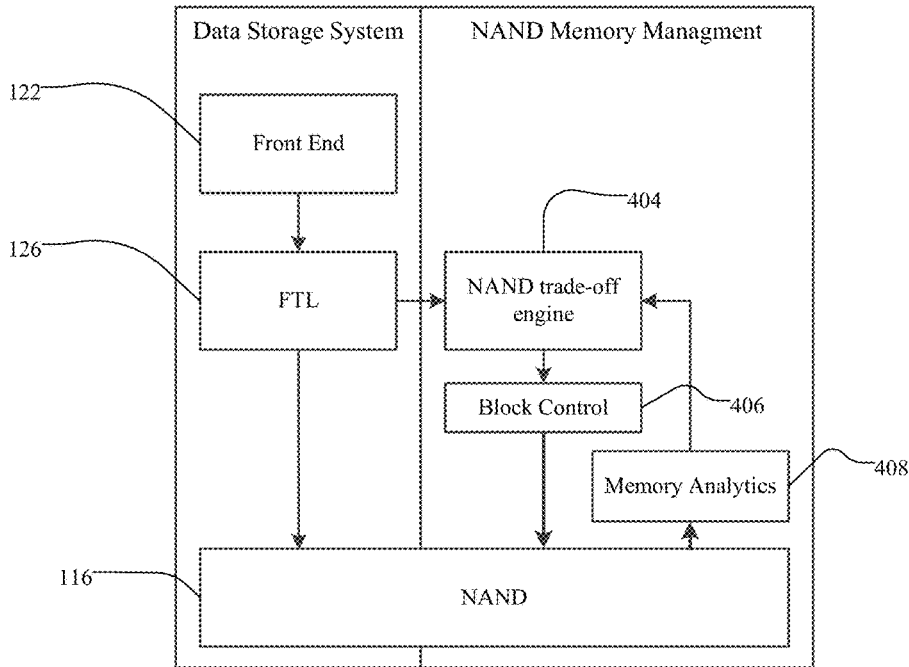 Data Storage System
NAND Memory Managment
122
Front End
404
126
FTL
NAND trade-off
engine
Block Control
406
408
Memory Analytics
116
NAND